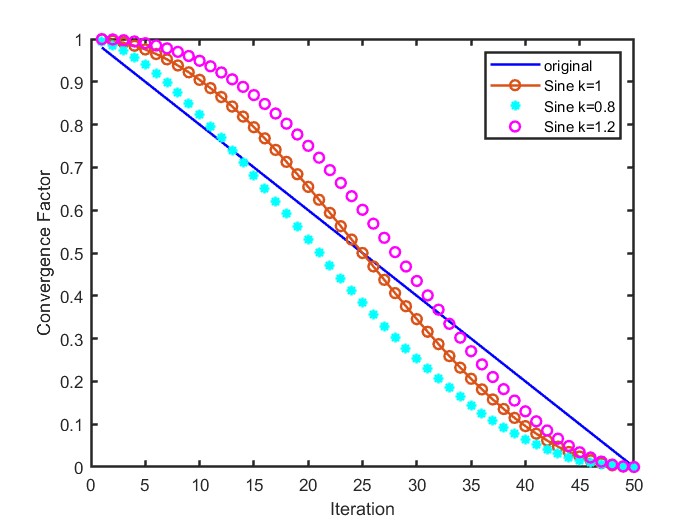 1
0.9
0.8
0.7
0.6
0.5
0.4
0.3
0.2
0.1
0
Convergence Factor
original
Sine k=1
Sine k=0.8
Sine k=1.2
0 5 10 15 20 25 30 35 40 45 50
Iteration